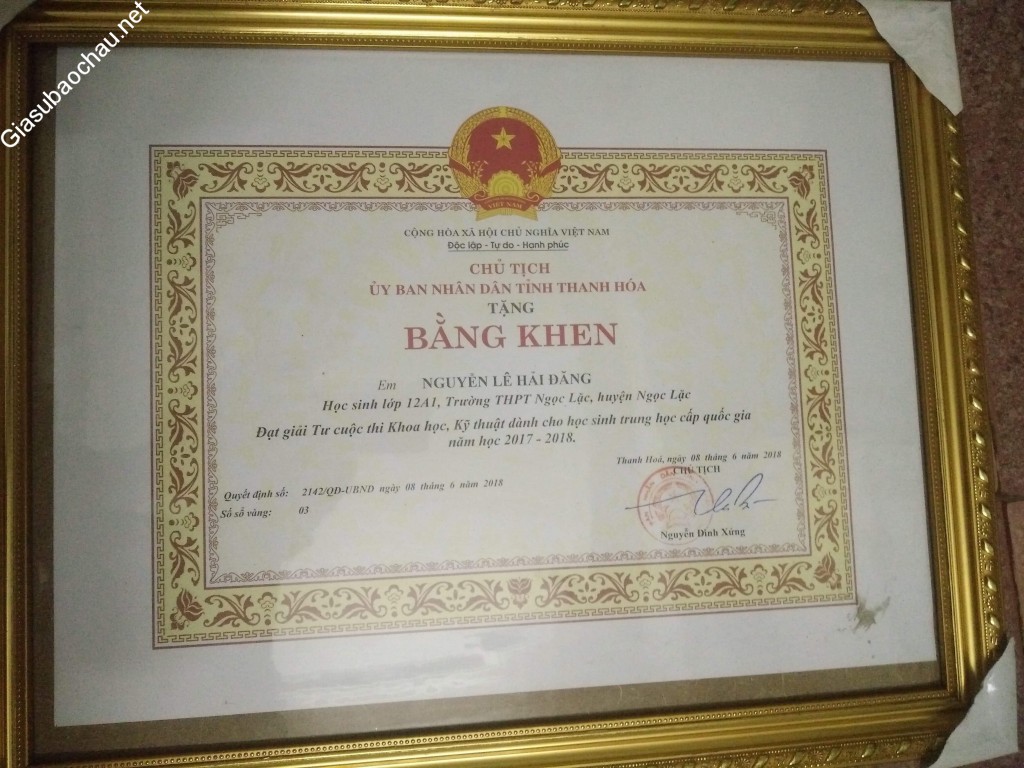 Giasubaochau.net
VIỆT NAM
CỘNG HÒA XÃ HỘI CHỦ NGHĨA VIỆT NAM
Độc lập - Tự do - Hạnh phúc
CHỦ TỊCH
ỦY BAN NHÂN DÂN TỈNH THANH HÓA
TẶNG
BẰNG KHEN
Em NGUYỄN LÊ HẢI ĐĂNG
Học sinh lớp 12A1, Trường THPT Ngọc Lặc, huyện Ngọc Lặc
Đạt giải Tư cuộc thi Khoa học, Kỹ thuật dành cho học sinh trung học cấp quốc gia
năm học 2017 - 2018.
Thanh Hoá, ngày 08 tháng 6 năm 2018
CHỦ TỊCH
Quyết định số: 2142/QĐ-UBND ngày 08 tháng 6 năm 2018
Sổ số vàng: 03
Nguyễn Đình Xứng